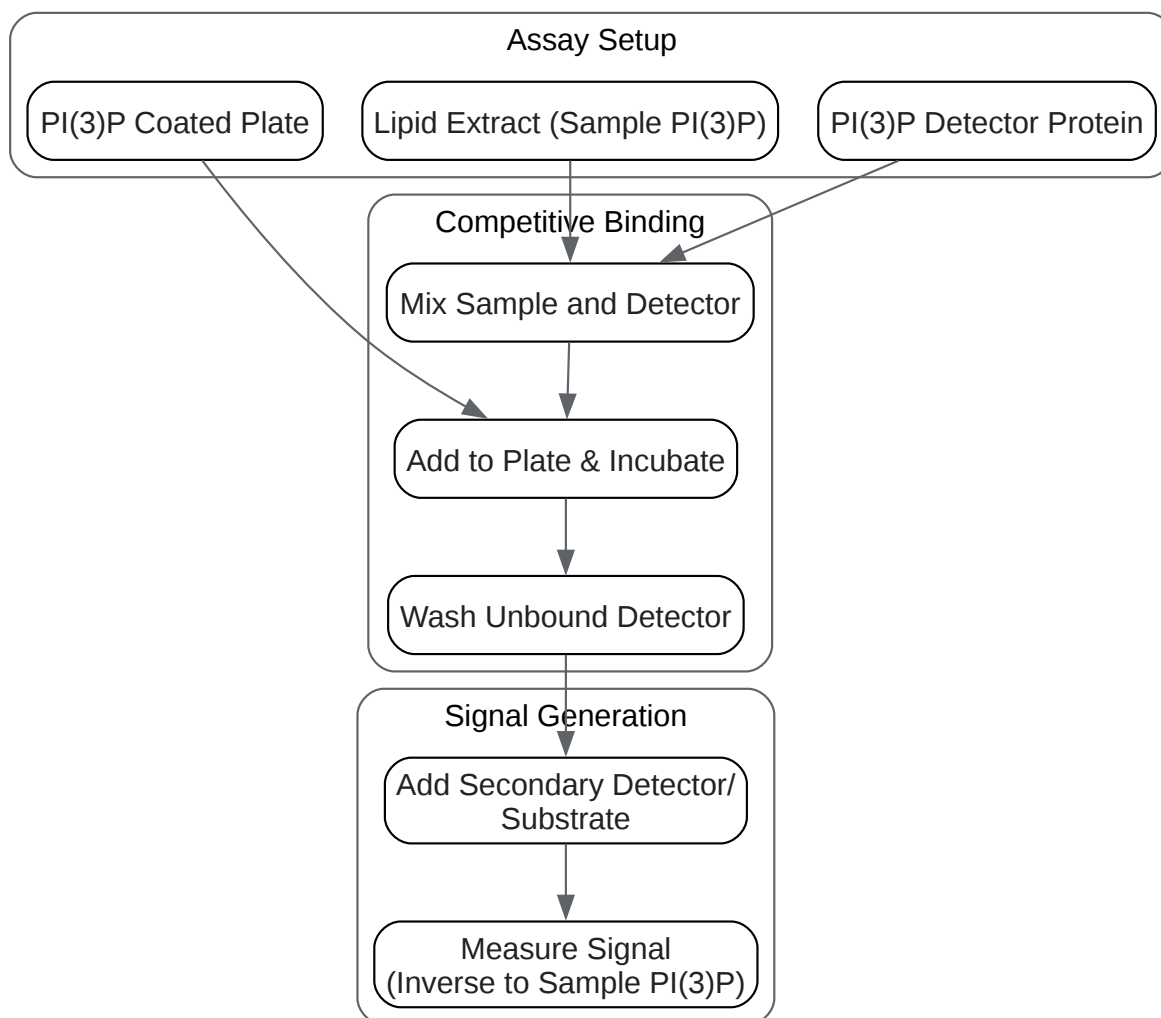 Assay Setup
PI(3)P Coated Plate
Lipid Extract (Sample PI(3)P)
PI(3)P Detector Protein
Competitive Binding
Mix Sample and Detector
Add to Plate & Incubate
Wash Unbound Detector
Signal Generation
Add Secondary Detector/
Substrate
Measure Signal
(Inverse to Sample PI(3)P)